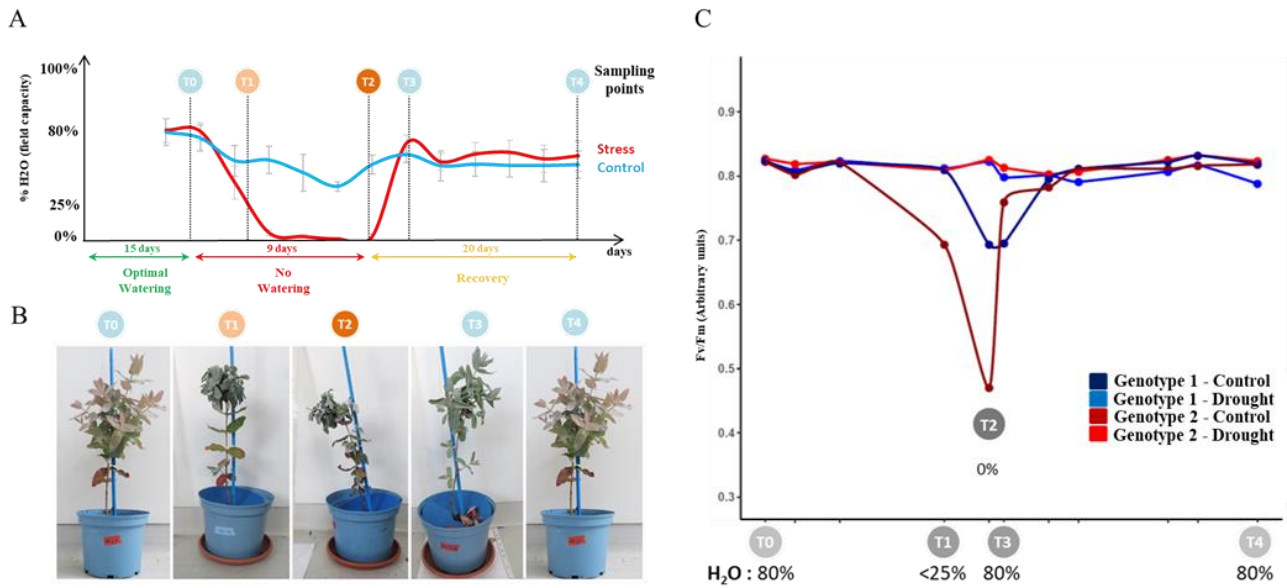 A
100%
80%
25%
0%
% H2O (field capacity)
T0
T1
T2
T3
T4
Sampling
points
Stress
Control
days
15 days
9 days
20 days
Optimal
Watering
No
Watering
Recovery
B
T0
T1
T2
T3
T4
C
0.9
0.8
0.7
0.6
0.5
0.4
0.3
Fv/Fm (Arbitrary units)
Genotype 1 - Control
Genotype 1 - Drought
Genotype 2 - Control
Genotype 2 - Drought
T2
0%
T0
T1
T3
T4
H₂O : 80%
<25%
80%
80%